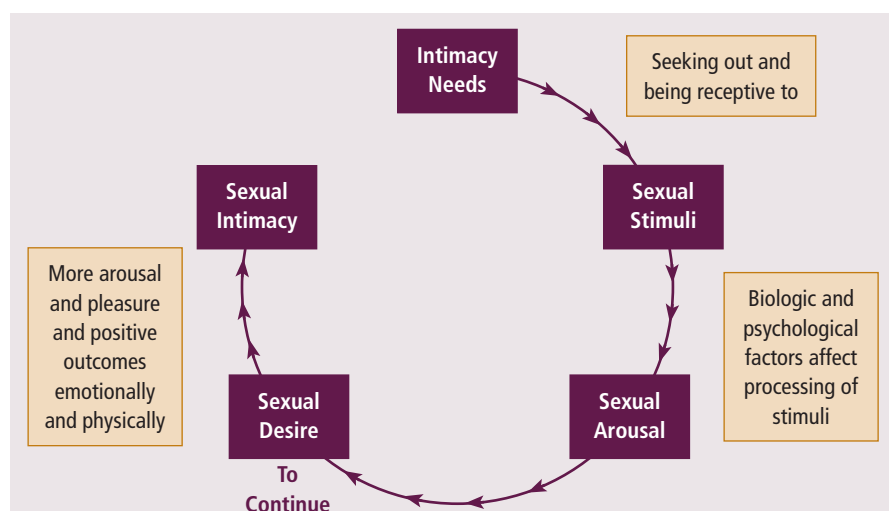 Intimacy
Needs
Seeking out and
being receptive to
Sexual
Stimuli
Biologic and
psychological
factors affect
processing of
stimuli
Sexual
Arousal
Sexual
Desire
To
Continue
More arousal
and pleasure
and positive
outcomes
emotionally
and physically
Sexual
Intimacy